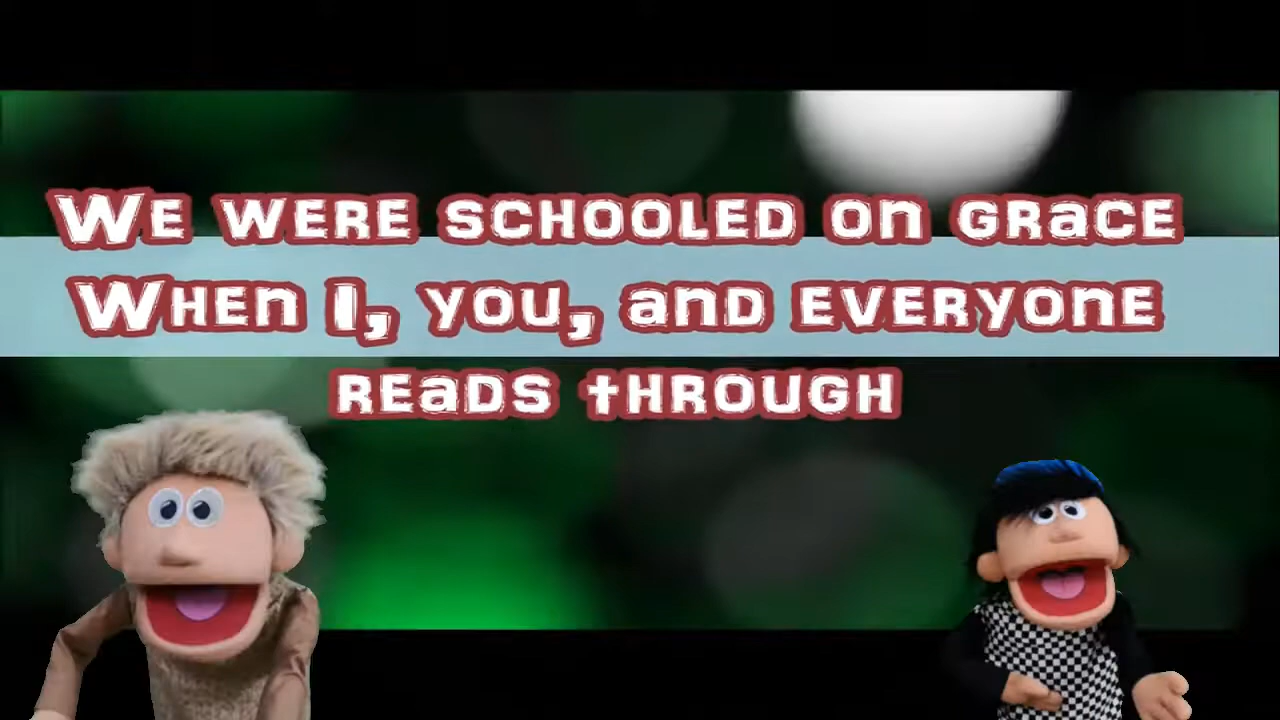 We were schooled on grace
When I, you, and everyone
reads through